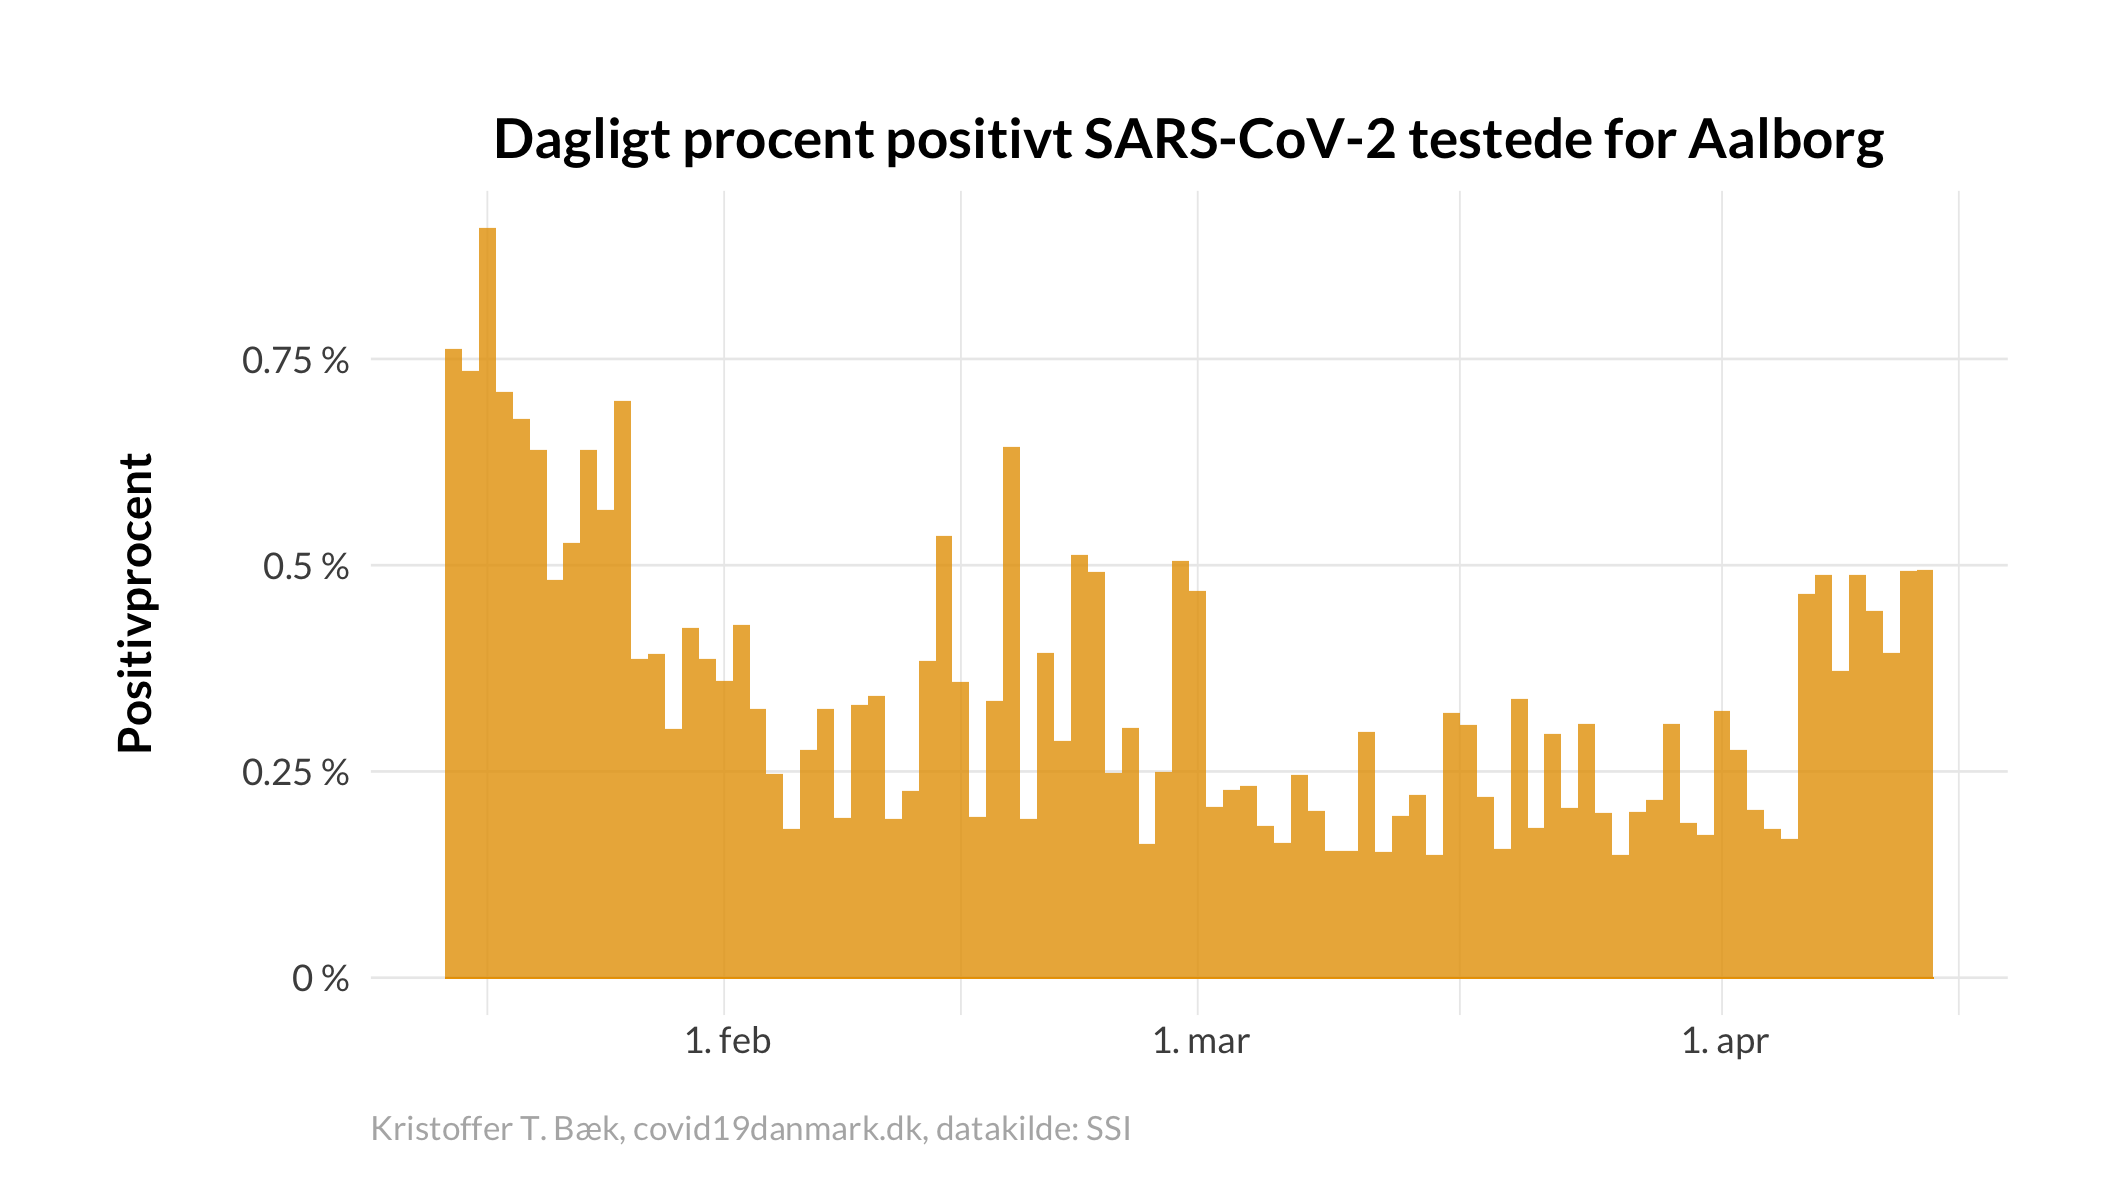 Dagligt procent positivt SARS-CoV-2 testede for Aalborg
Positivprocent
0.75 %
0.5 %
0.25 %
0 %
1. feb
1. mar
1. apr
Kristoffer T. Bæk, covid19danmark.dk, datakilde: SSI